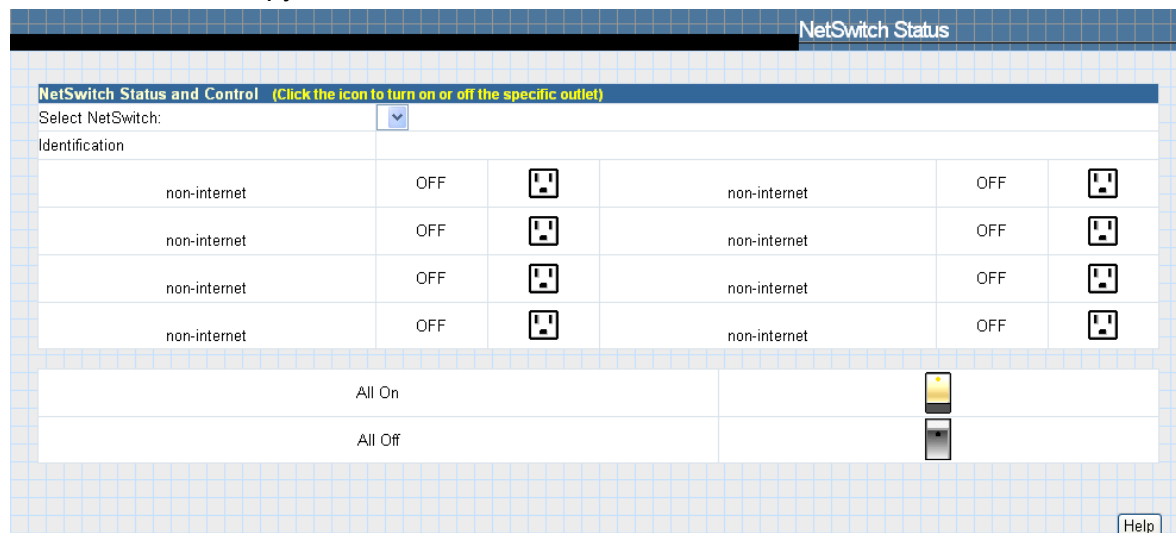 NetSwitch Status
NetSwitch Status and Control (Click the icon to turn on or off the specific outlet)
Select NetSwitch:
Identification
non-internet OFF non-internet OFF
non-internet OFF non-internet OFF
non-internet OFF non-internet OFF
non-internet OFF non-internet OFF
All On
All Off
Help